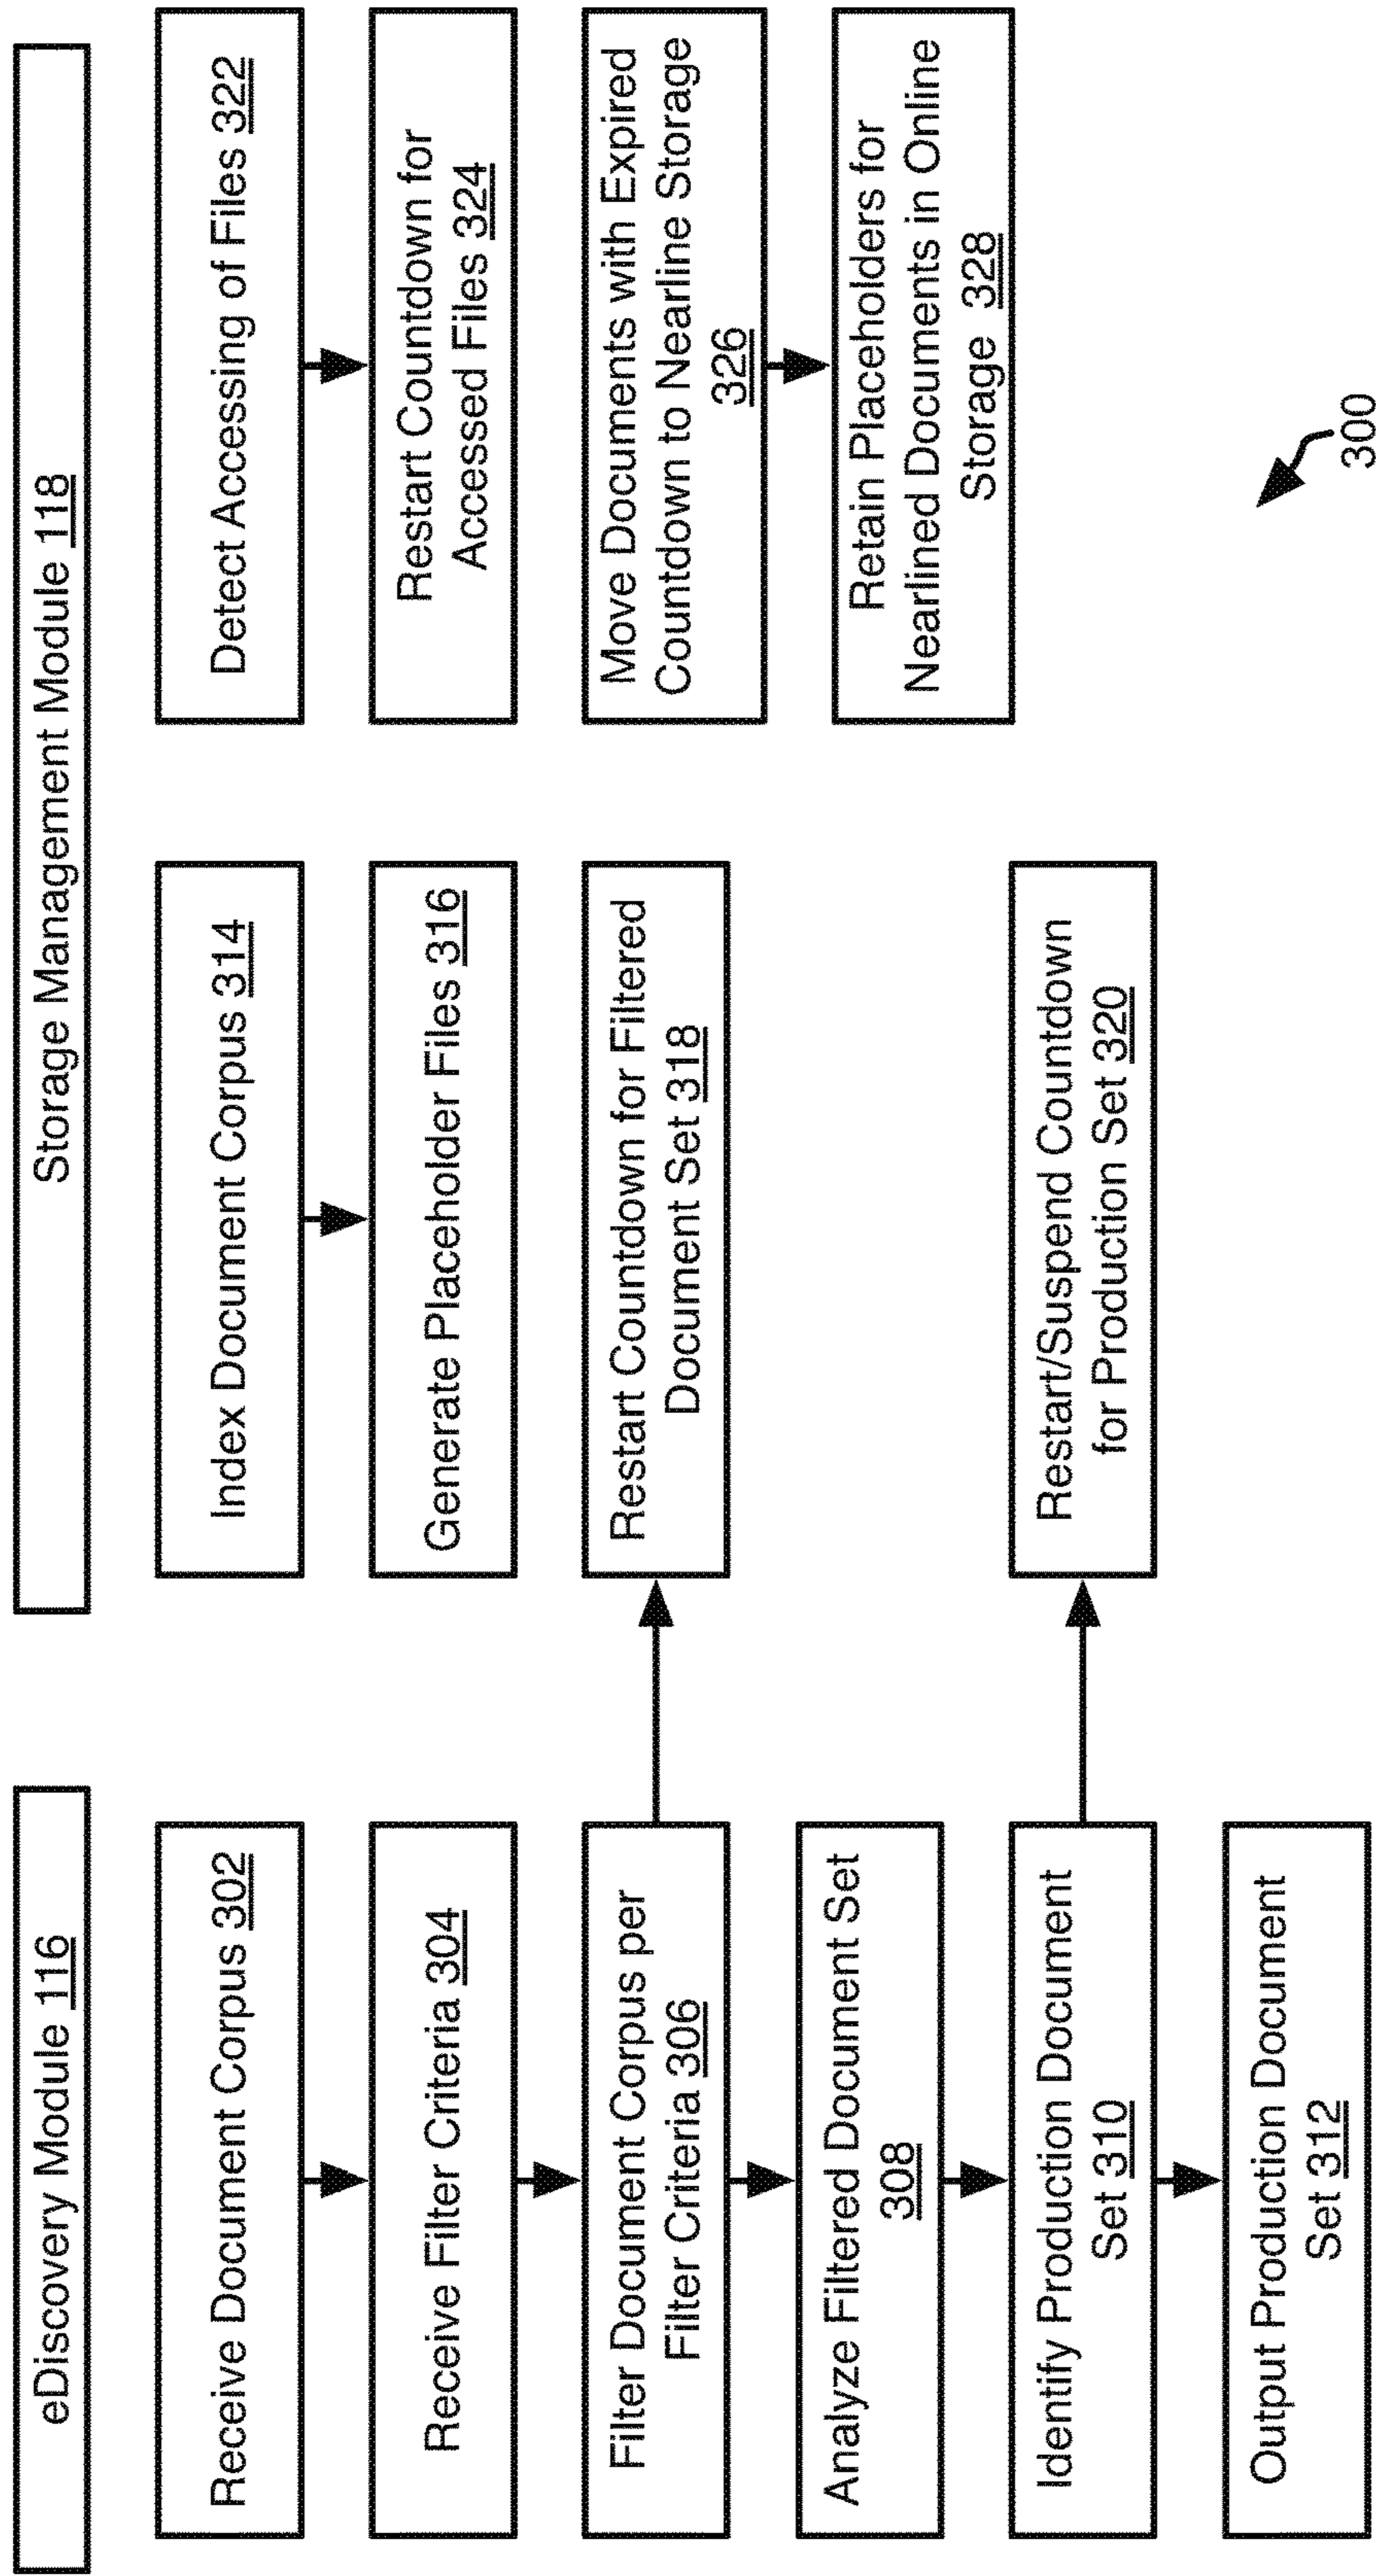 eDiscovery Module 116
Receive Document Corpus 302
Receive Filter Criteria 304
Filter Document Corpus per
Filter Criteria 306
Analyze Filtered Document Set
308
Identify Production Document
Set 310
Output Production Document
Set 312
Storage Management Module 118
Index Document Corpus 314
Generate Placeholder Files 316
Restart Countdown for Filtered
Document Set 318
Restart/Suspend Countdown
for Production Set 320
Detect Accessing of Files 322
Restart Countdown for
Accessed Files 324
Move Documents with Expired
Countdown to Nearline Storage
326
Retain Placeholders for
Nearlined Documents in Online
Storage 328
300